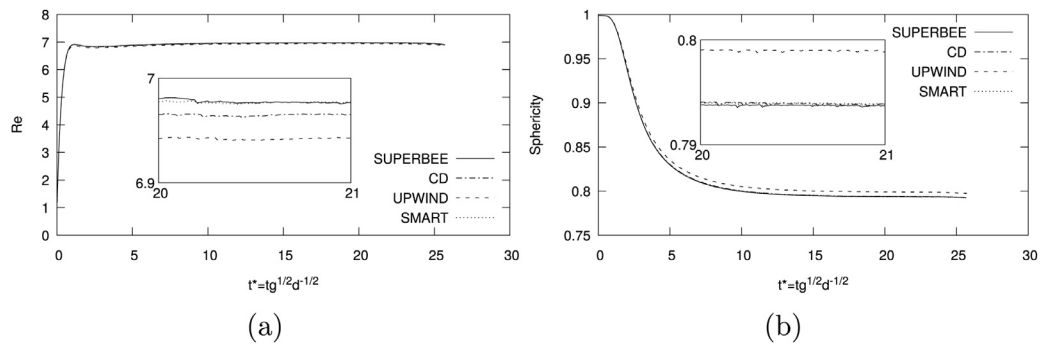 8
7
6
5
4
3
2
1
0
Re
0 5 10 15 20 25 30
t*=tg1/2d-1/2
7
6.9
20 21
SUPERBEE
CD
UPWIND
SMART
(a)
1
0.95
0.9
0.85
0.8
0.75
Sphericity
0 5 10 15 20 25 30
t*=tg1/2d-1/2
0.8
0.79
20 21
SUPERBEE
CD
UPWIND
SMART
(b)